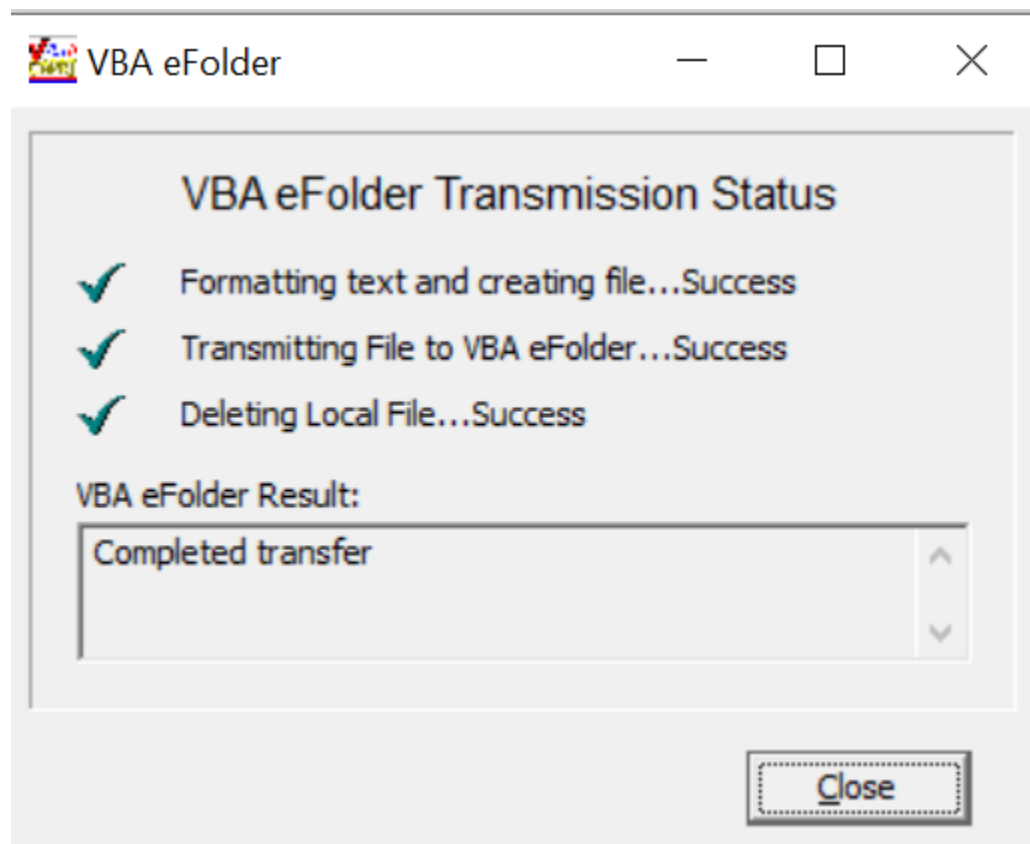 VBA eFolder
VBA eFolder Transmission Status
Formatting text and creating file...Success
Transmitting File to VBA eFolder...Success
Deleting Local File...Success
VBA eFolder Result:
Completed transfer
Close